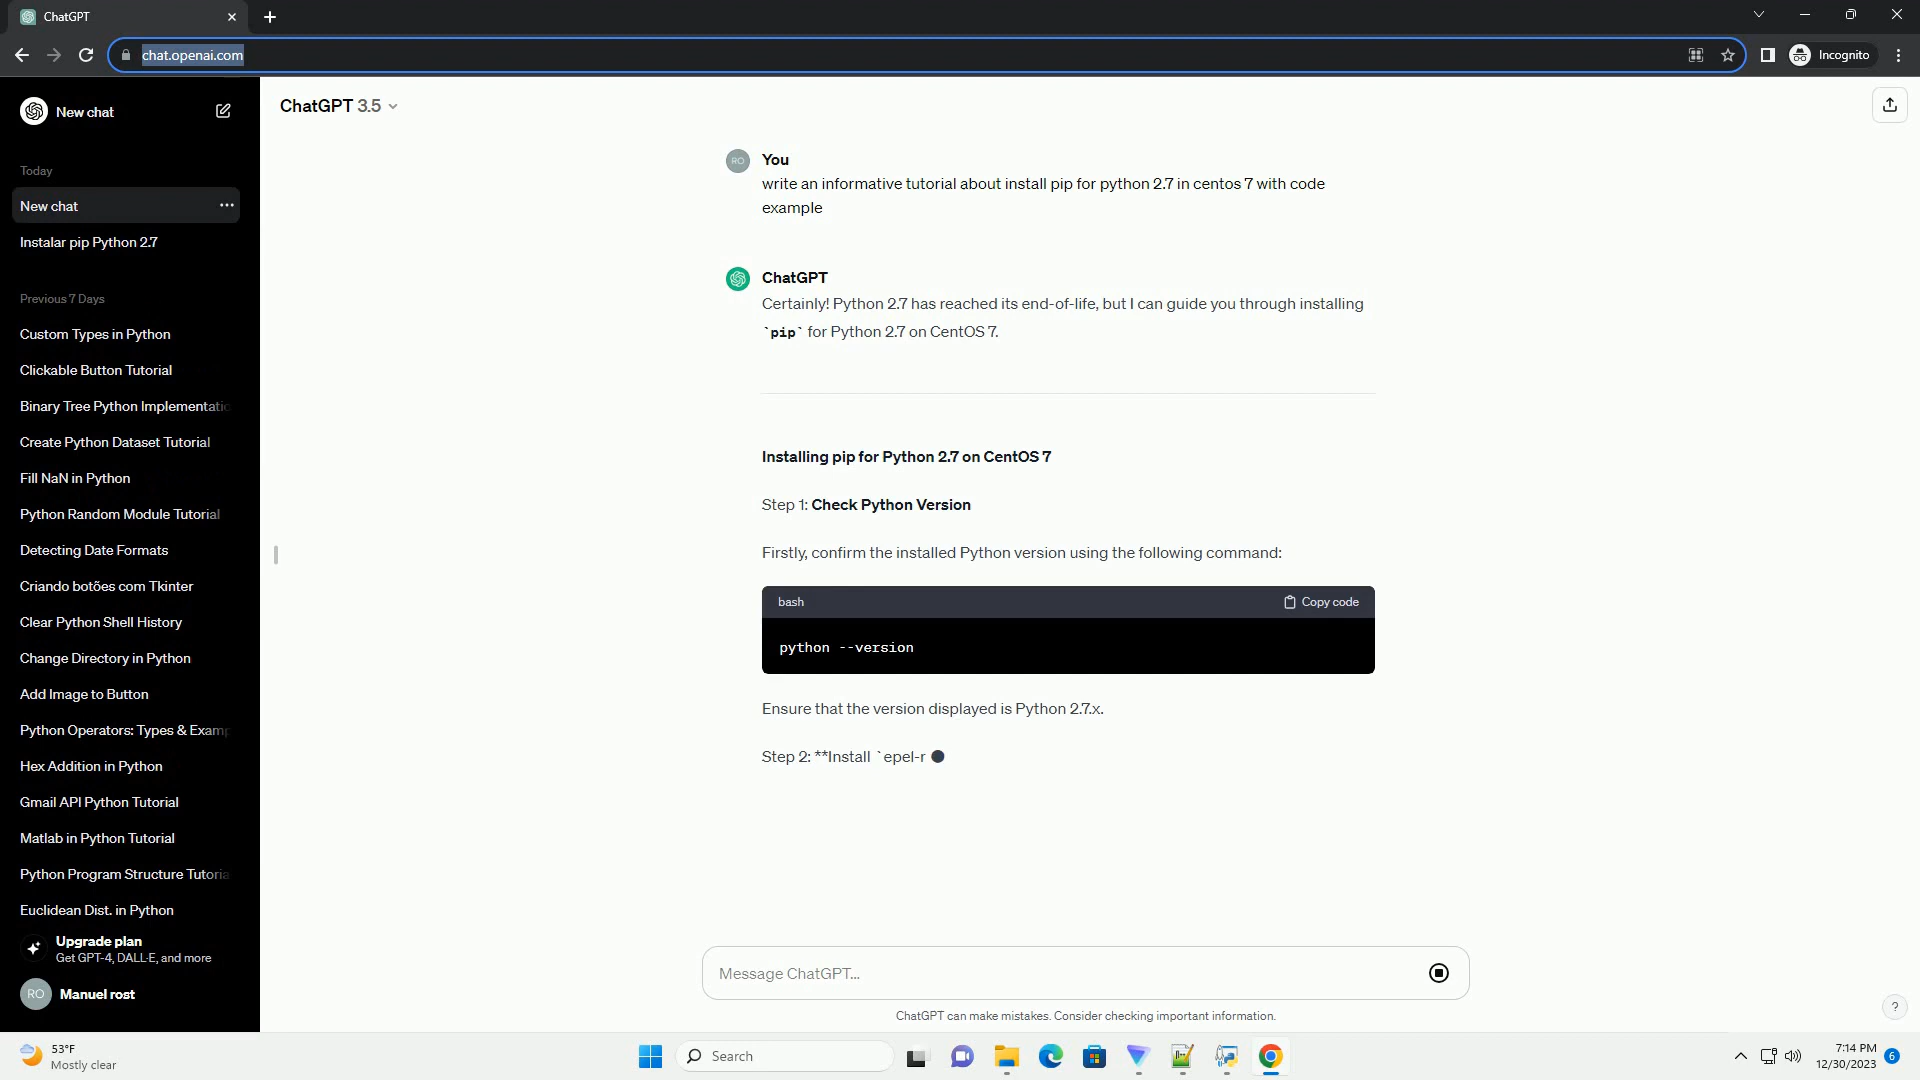 ChatGPT
chat.openai.com
Incognito
New chat
ChatGPT 3.5
Today
New chat
Instalar pip Python 2.7
Previous 7 Days
Custom Types in Python
Clickable Button Tutorial
Binary Tree Python Implementatio
Create Python Dataset Tutorial
Fill NaN in Python
Python Random Module Tutorial
Detecting Date Formats
Criando botões com Tkinter
Clear Python Shell History
Change Directory in Python
Add Image to Button
Python Operators: Types & Examp
Hex Addition in Python
Gmail API Python Tutorial
Matlab in Python Tutorial
Python Program Structure Tutoria
Euclidean Dist. in Python
Upgrade plan
Get GPT-4, DALL·E, and more
RO
Manuel rost
RO
You
write an informative tutorial about install pip for python 2.7 in centos 7 with code
example
ChatGPT
Certainly! Python 2.7 has reached its end-of-life, but I can guide you through installing
`pip` for Python 2.7 on CentOS 7.
Installing pip for Python 2.7 on CentOS 7
Step 1: Check Python Version
Firstly, confirm the installed Python version using the following command:
bash
Copy code
python --version
Ensure that the version displayed is Python 2.7.x.
Step 2: **Install `epel-r
Message ChatGPT...
ChatGPT can make mistakes. Consider checking important information.
?
53°F
Mostly clear
Search
7:14 PM
12/30/2023
6